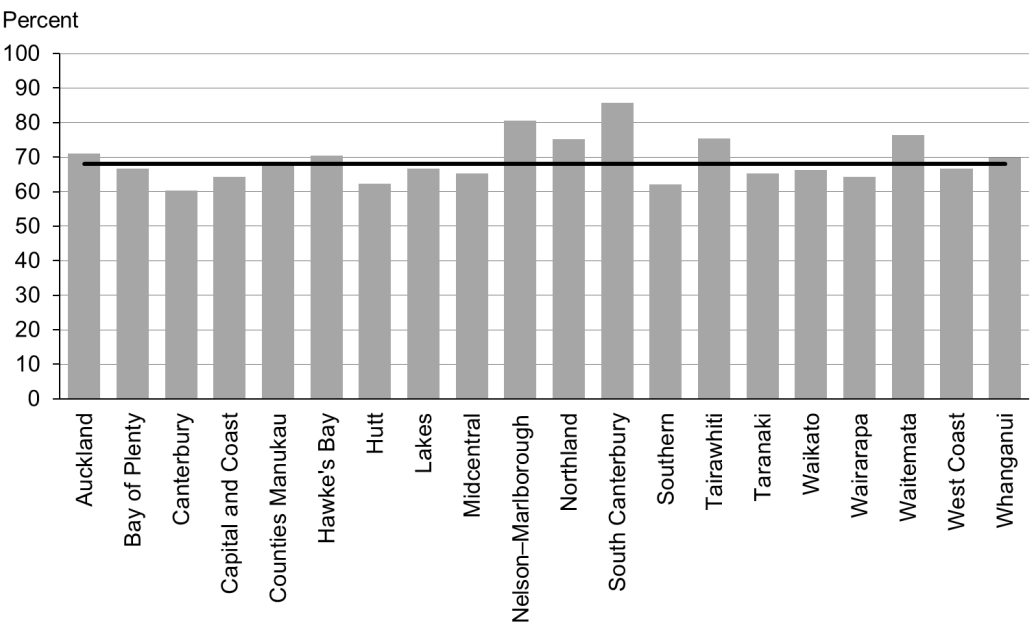 Percent
100
90
80
70
60
50
40
30
20
10
0
Auckland
Bay of Plenty
Canterbury
Capital and Coast
Counties Manukau
Hawke's Bay
Hutt
Lakes
Midcentral
Nelson–Marlborough
Northland
South Canterbury
Southern
Tairawhiti
Taranaki
Waikato
Wairarapa
Waitemata
West Coast
Whanganui